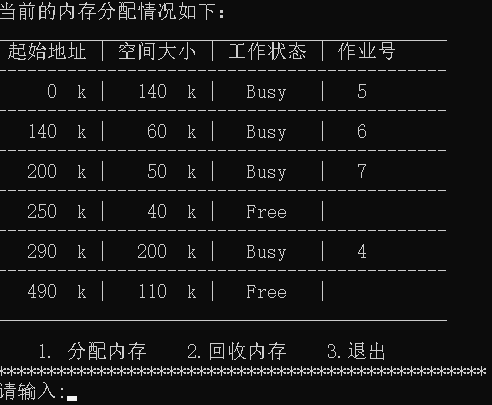 当前的内存分配情况如下:
起始地址 | 空间大小 | 工作状态 | 作业号
0 k | 140 k | Busy | 5
140 k | 60 k | Busy | 6
200 k | 50 k | Busy | 7
250 k | 40 k | Free |
290 k | 200 k | Busy | 4
490 k | 110 k | Free |
1. 分配内存 2.回收内存 3.退出
*************************************************
请输入: